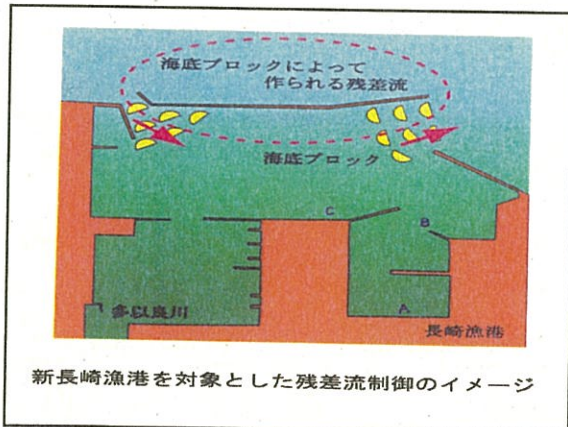 海底ブロックによって
作られる残差流
海底ブロック
C
B
多以良川
A
長崎漁港
新長崎漁港を対象とした残差流制御のイメージ